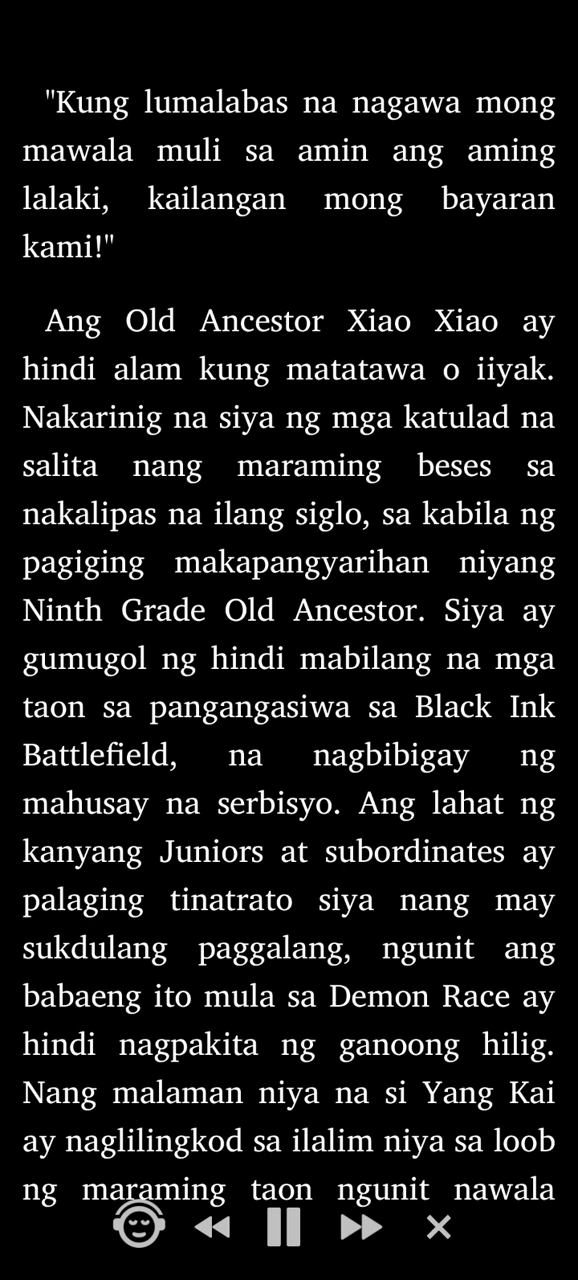 "Kung lumalabas na nagawa mong
mawala muli sa amin ang aming
lalaki, kailangan mong bayaran
kami!"
Ang Old Ancestor Xiao Xiao ay
hindi alam kung matatawa o iiyak.
Nakarinig na siya ng mga katulad na
salita nang maraming beses sa
nakalipas na ilang siglo, sa kabila ng
pagiging makapangyarihan niyang
Ninth Grade Old Ancestor. Siya ay
gumugol ng hindi mabilang na mga
taon sa pangangasiwa sa Black Ink
Battlefield, na nagbibigay ng
mahusay na serbisyo. Ang lahat ng
kanyang Juniors at subordinates ay
palaging tinatrato siya nang may
sukdulang paggalang, ngunit ang
babaeng ito mula sa Demon Race ay
hindi nagpakita ng ganoong hilig.
Nang malaman niya na si Yang Kai
ay naglilingkod sa ilalim niya sa loob
ng maraming taon ngunit nawala